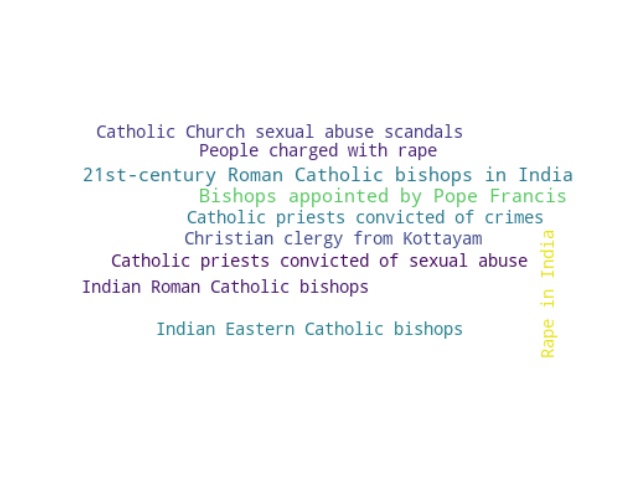 Catholic Church sexual abuse scandals
People charged with rape
21st-century Roman Catholic bishops in India
Bishops appointed by Pope Francis
Catholic priests convicted of crimes
Christian clergy from Kottayam
Catholic priests convicted of sexual abuse
Indian Roman Catholic bishops
Indian Eastern Catholic bishops
Rape in India